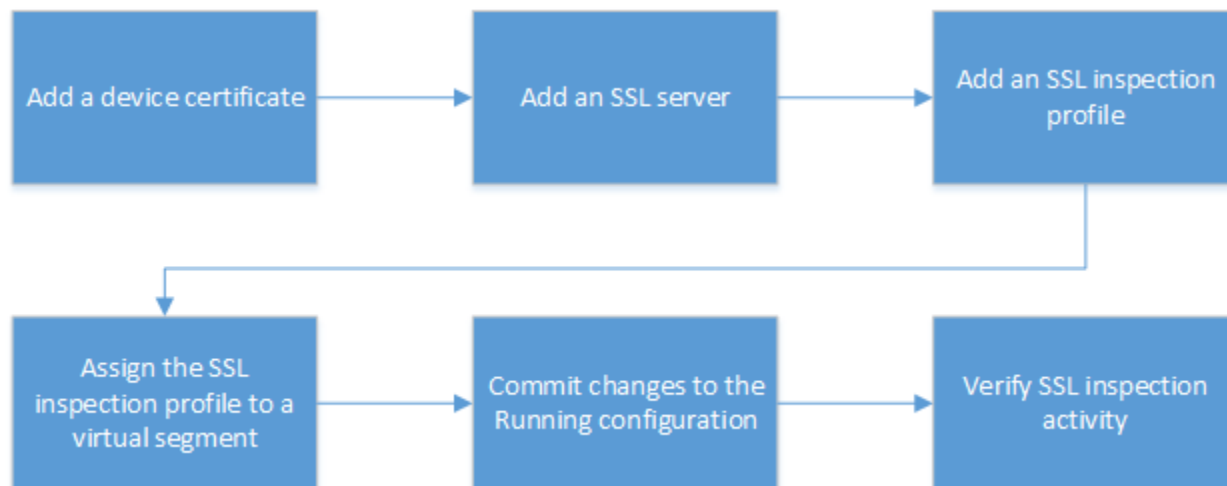 Add a device certificate
Add an SSL server
Add an SSL inspection
profile
Assign the SSL
inspection profile to a
virtual segment
Commit changes to the
Running configuration
Verify SSL inspection
activity